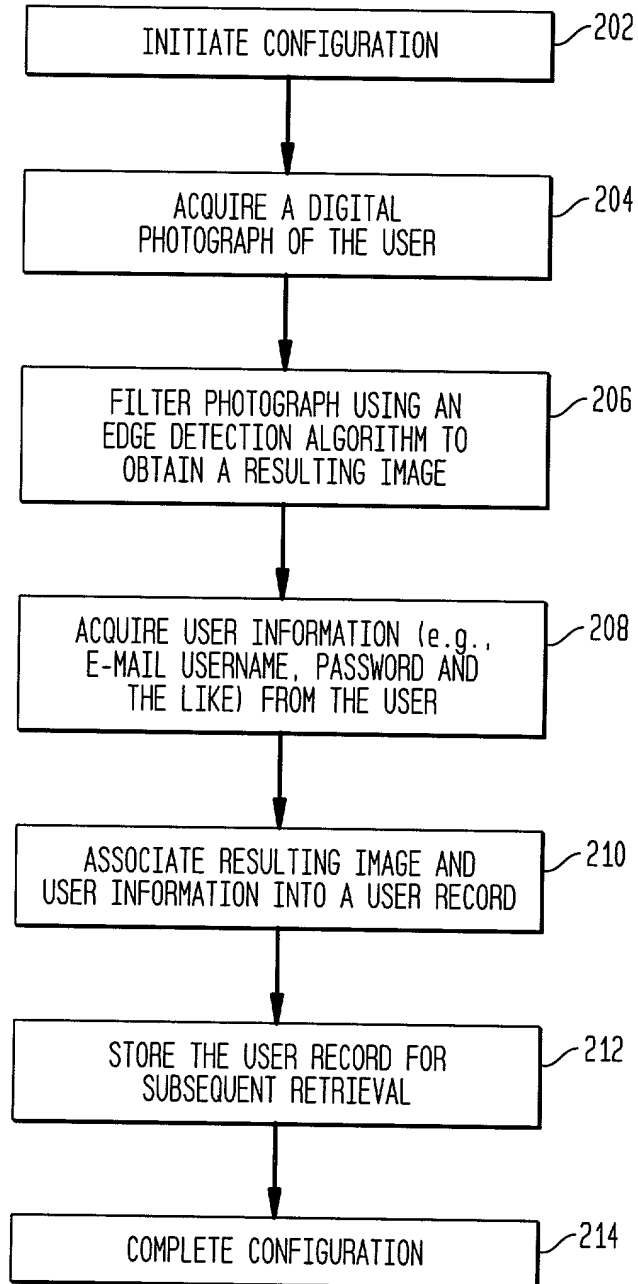 INITIATE CONFIGURATION
202
ACQUIRE A DIGITAL
PHOTOGRAPH OF THE USER
204
FILTER PHOTOGRAPH USING AN
EDGE DETECTION ALGORITHM TO
OBTAIN A RESULTING IMAGE
206
ACQUIRE USER INFORMATION (e.g.,
E-MAIL USERNAME, PASSWORD AND
THE LIKE) FROM THE USER
208
ASSOCIATE RESULTING IMAGE AND
USER INFORMATION INTO A USER RECORD
210
STORE THE USER RECORD FOR
SUBSEQUENT RETRIEVAL
212
COMPLETE CONFIGURATION
214